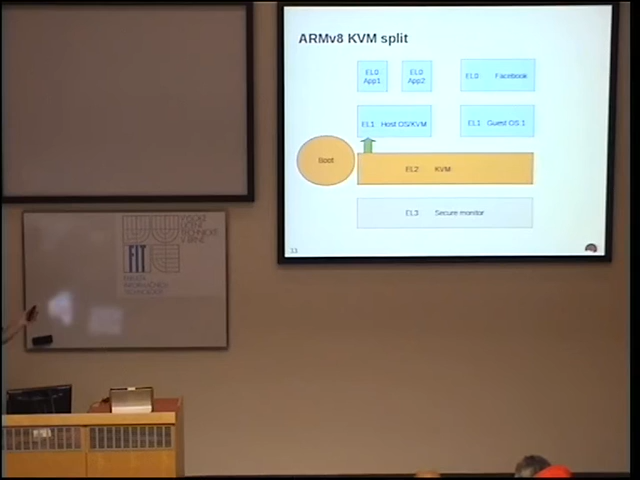 ARMv8 KVM split
EL0
App1
EL0
App2
EL0 Facebook
EL1 Host OS/KVM
EL1 Guest OS:1
Boot
EL2 KVM
EL3 Secure monitor
FIT